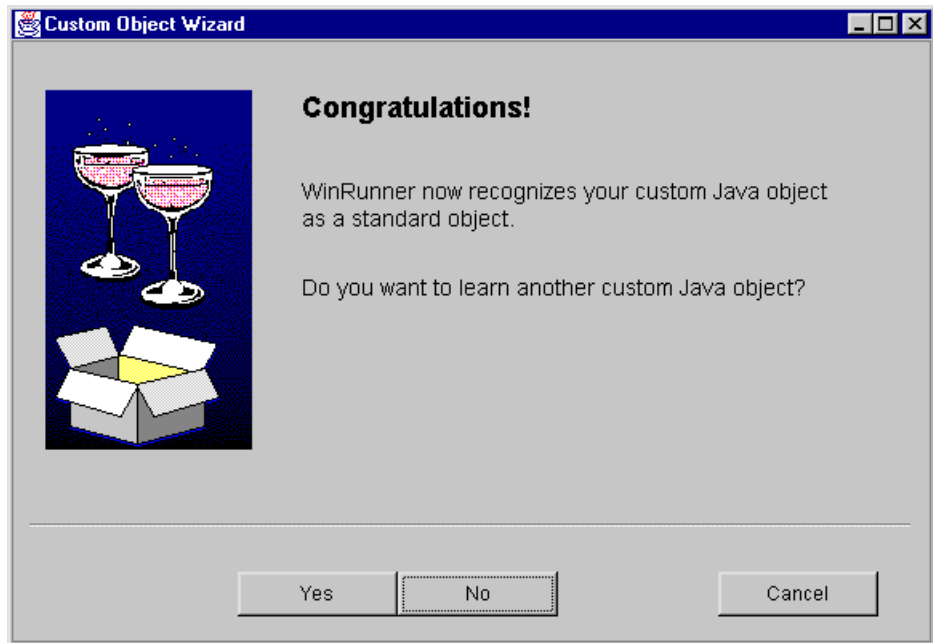 Custom Object Wizard
Congratulations!
WinRunner now recognizes your custom Java object
as a standard object.
Do you want to learn another custom Java object?
Yes
No
Cancel